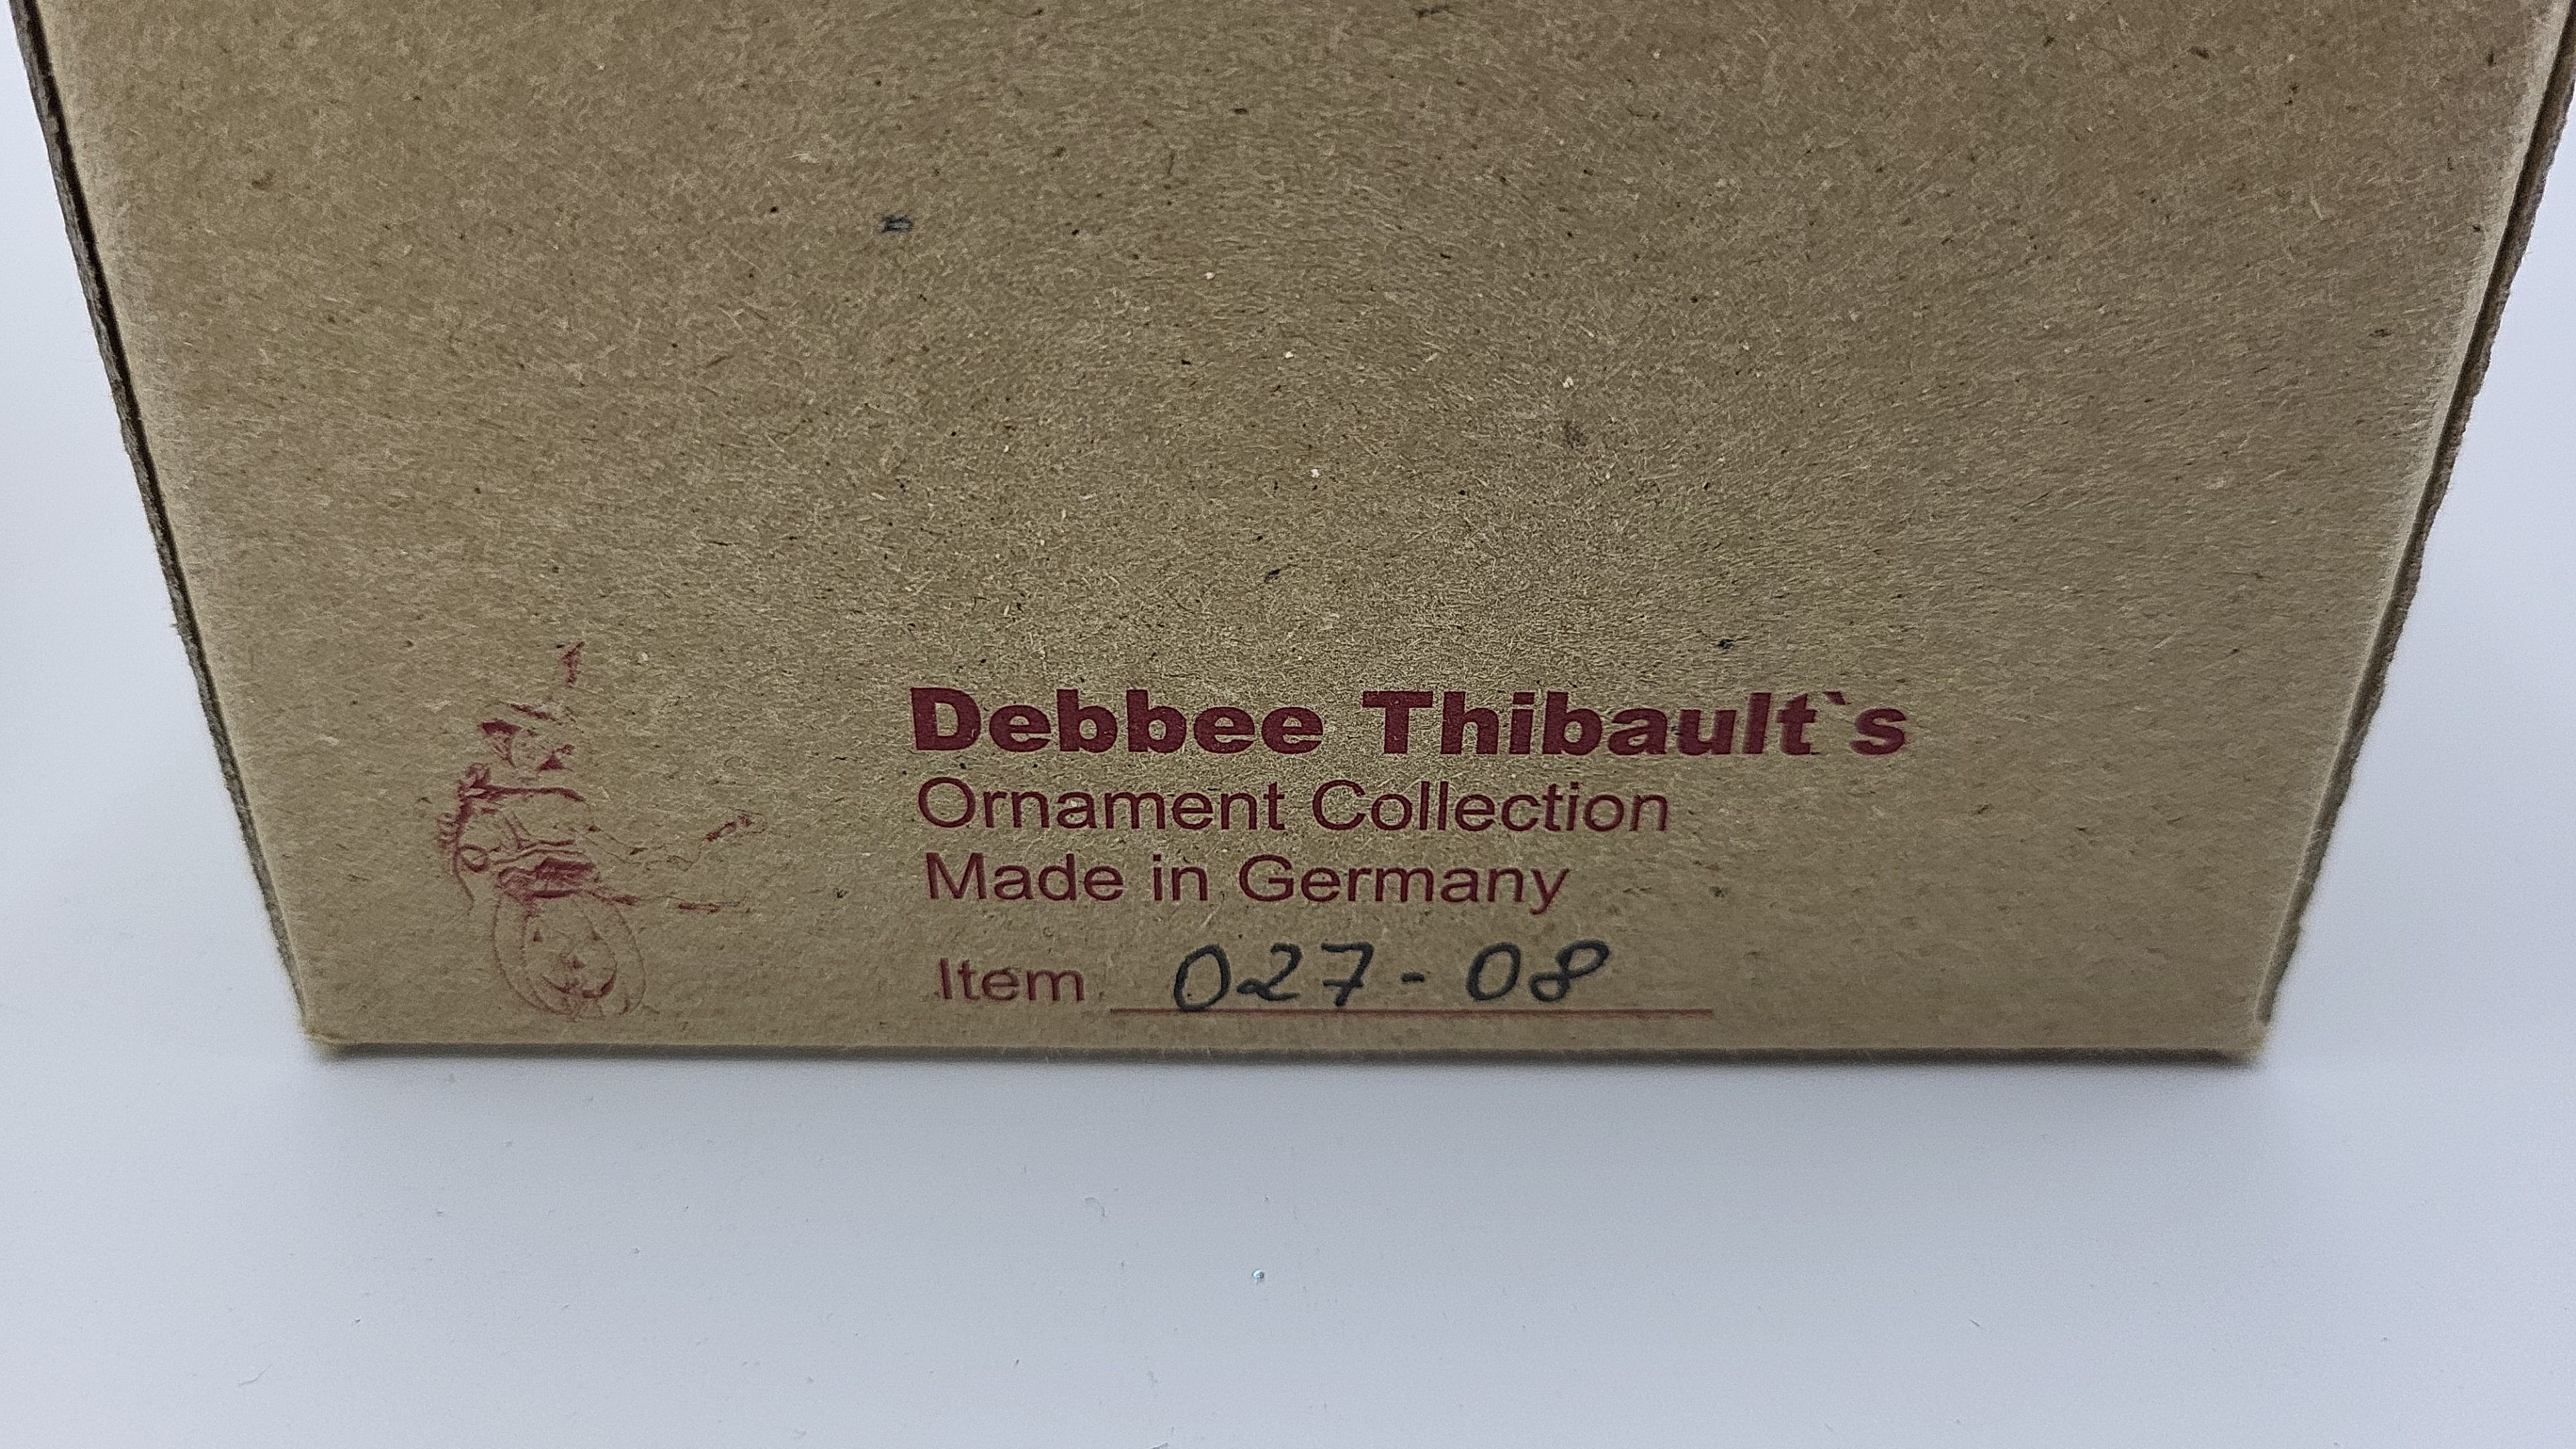 Debbee Thibault`s
Ornament Collection
Made in Germany
Item 027-08